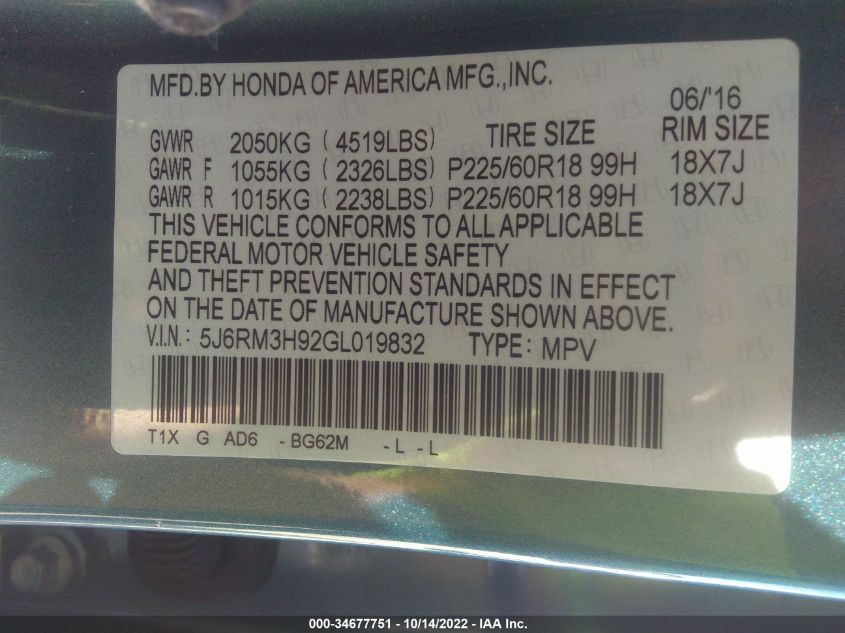 MFD.BY HONDA OF AMERICA MFG.,INC.
06/'16
GVWR 2050KG ( 4519LBS) TIRE SIZE RIM SIZE
GAWR F 1055KG ( 2326LBS) P225/60R18 99H 18X7J
GAWR R 1015KG ( 2238LBS) P225/60R18 99H 18X7J
THIS VEHICLE CONFORMS TO ALL APPLICABLE
FEDERAL MOTOR VEHICLE SAFETY
AND THEFT PREVENTION STANDARDS IN EFFECT
ON THE DATE OF MANUFACTURE SHOWN ABOVE.
V.I.N.: 5J6RM3H92GL019832 TYPE: MPV
T1X G AD6 -BG62M -L -L
000-34677751 - 10/14/2022 - IAA Inc.